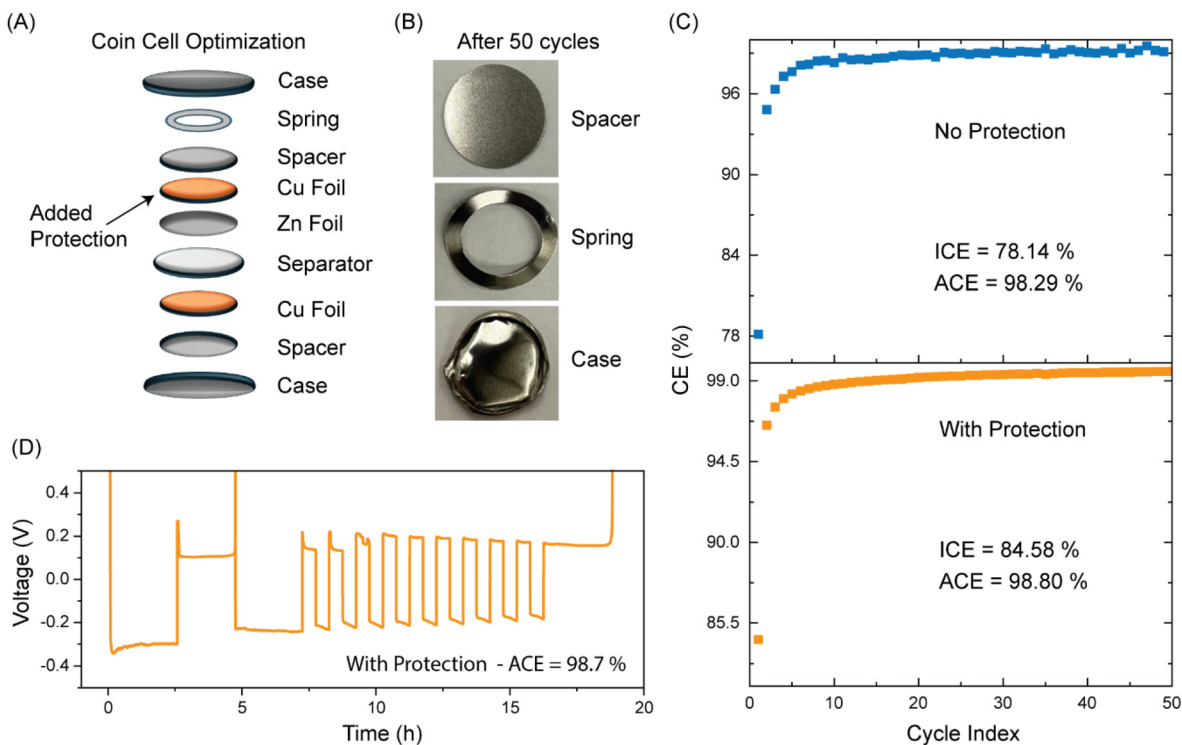 (A)
Coin Cell Optimization
Case
Spring
Spacer
Cu Foil
Added
Protection
Zn Foil
Separator
Cu Foil
Spacer
Case
(B)
After 50 cycles
Spacer
Spring
Case
(C)
96
90
84
78
No Protection
ICE = 78.14 %
ACE = 98.29 %
CE (%)
99.0
94.5
90.0
85.5
With Protection
ICE = 84.58 %
ACE = 98.80 %
0 10 20 30 40 50
Cycle Index
(D)
0.4
0.2
0.0
-0.2
-0.4
Voltage (V)
With Protection - ACE = 98.7 %
0 5 10 15 20
Time (h)